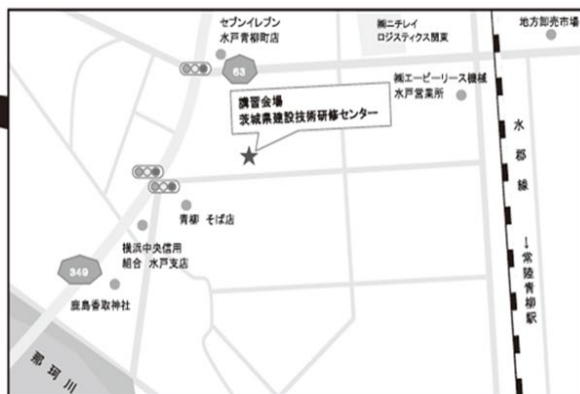 セブンイレブン
水戸青柳町店
㈱ニチレイ
ロジスティクス関東
地方卸売市場
63
㈱エービーリース機械
水戸営業所
講習会場
茨城県建設技術研修センター
水郡線
↓常陸青柳駅
青柳 そば店
横浜中央信用
組合 水戸支店
349
鹿島香取神社
那珂川